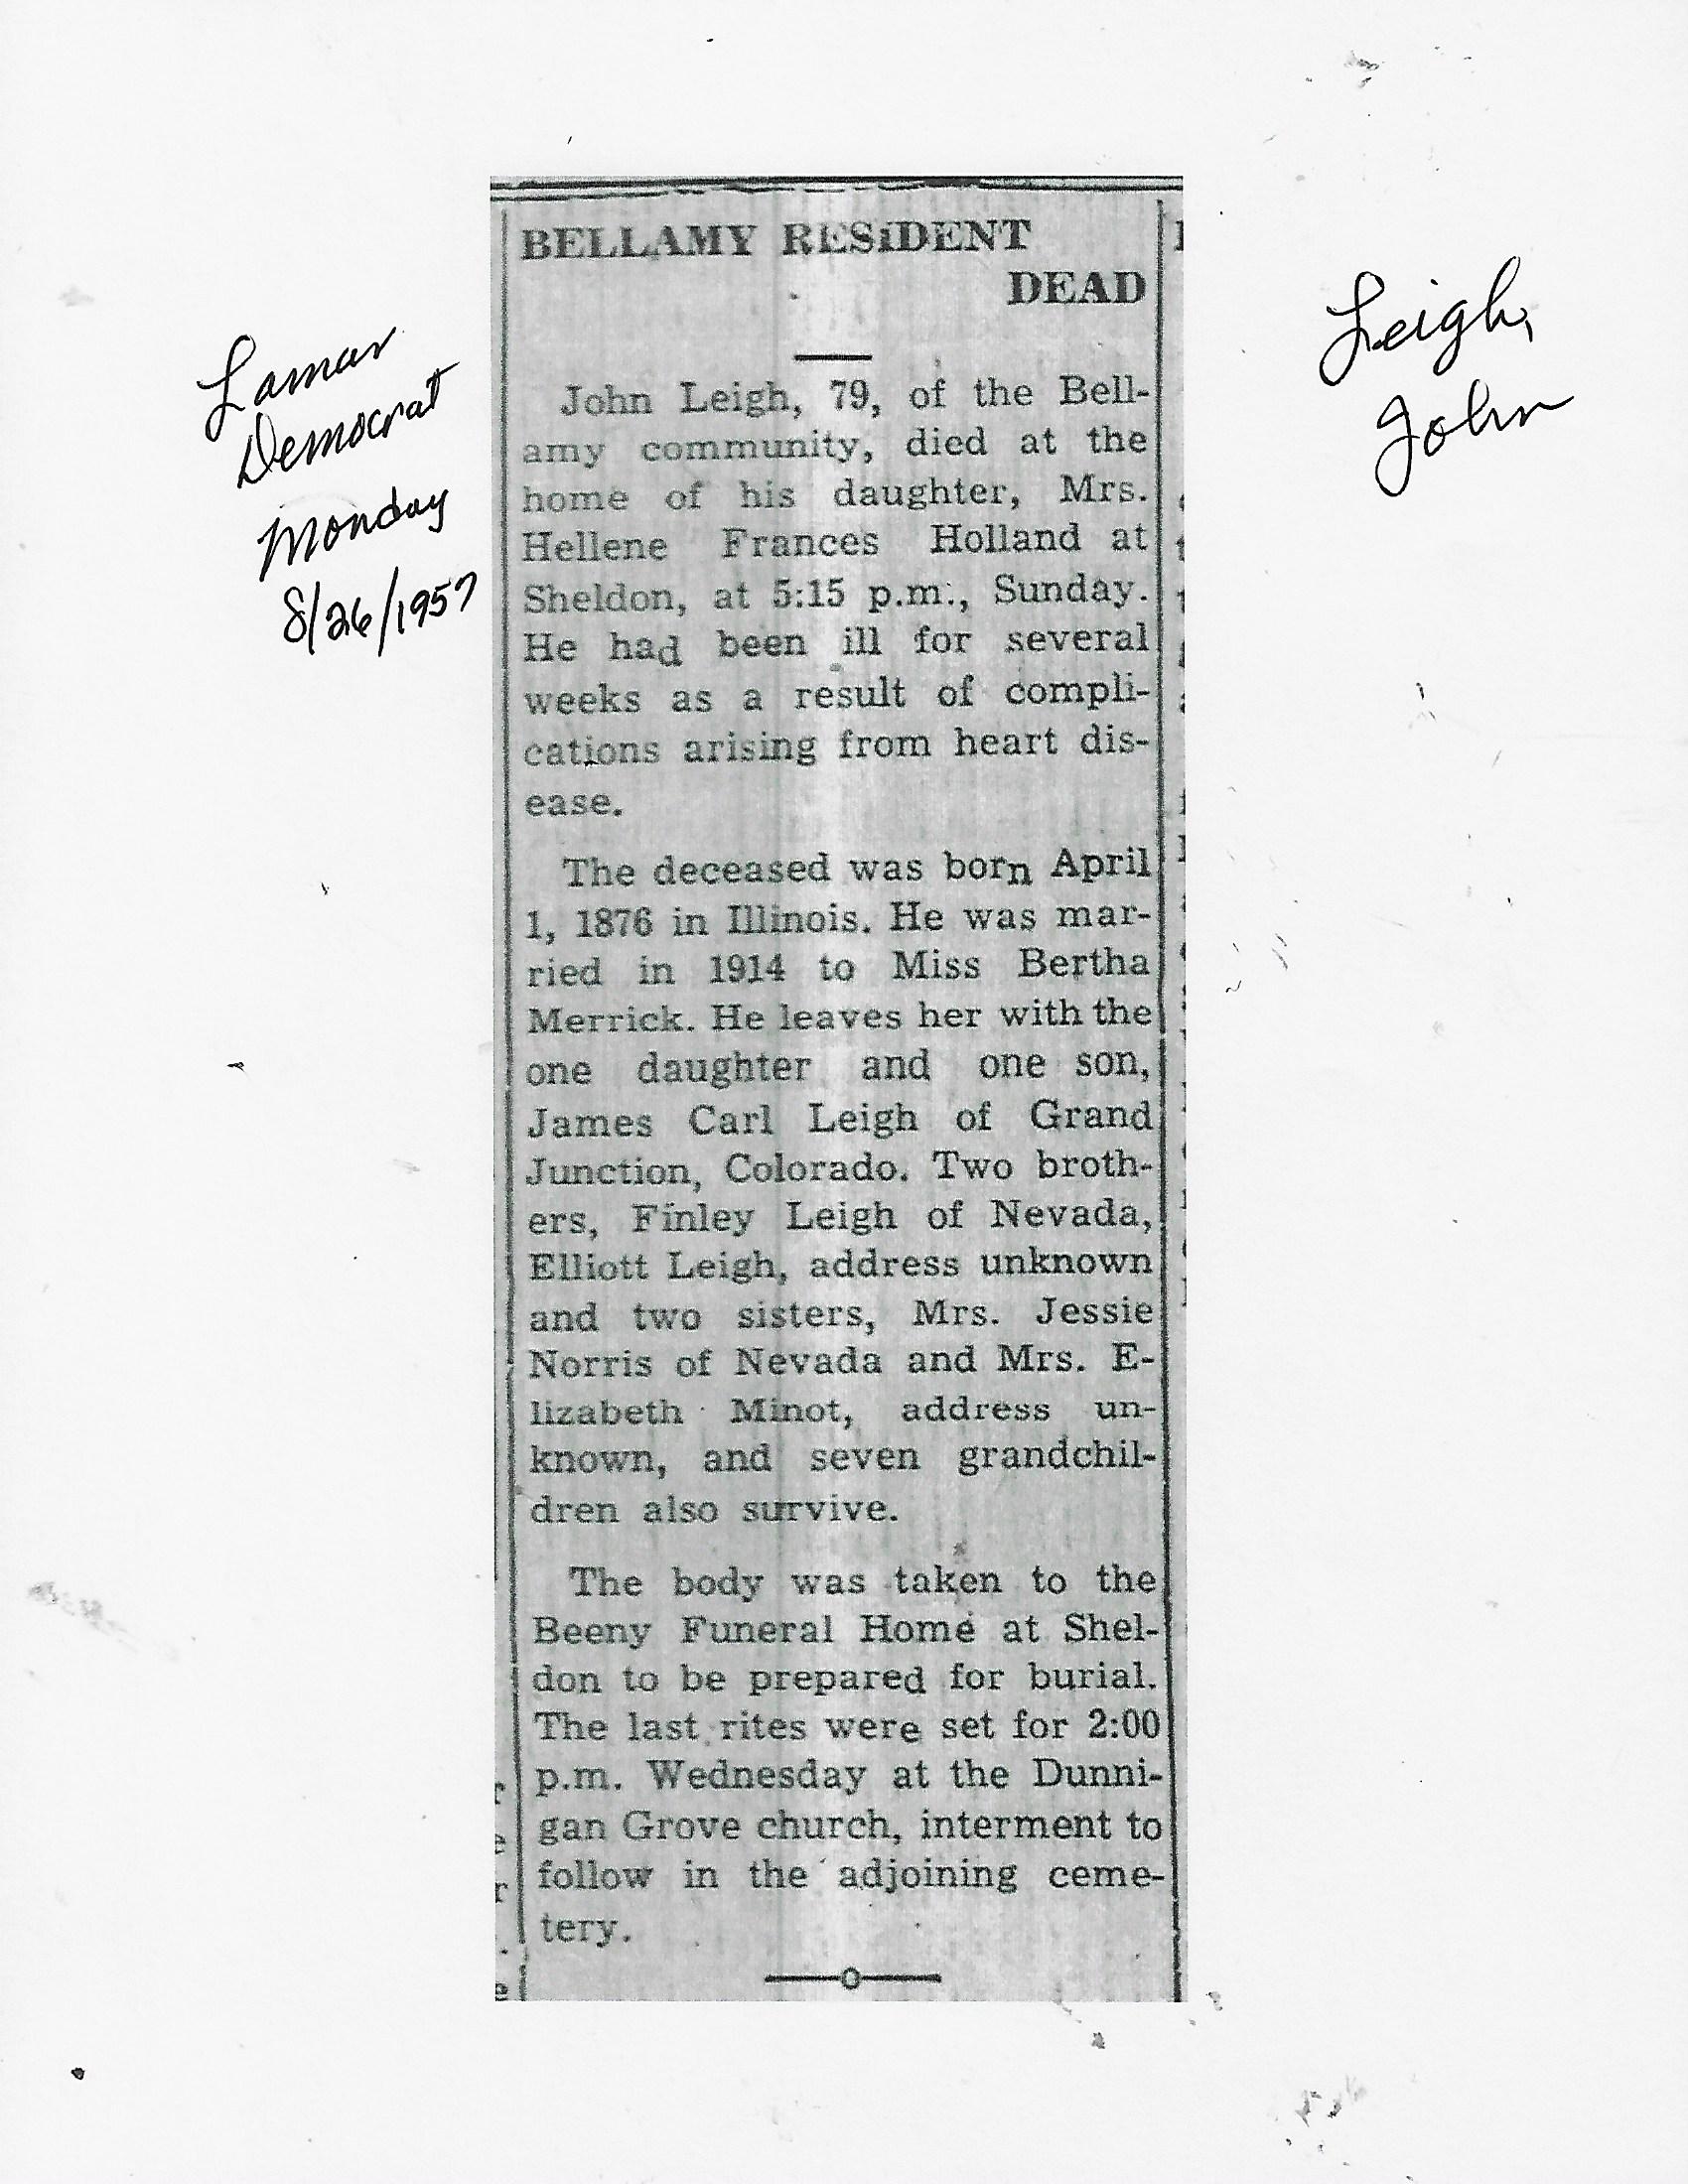 Lamar
Democrat
Monday
8/26/1957
Leigh,
John
BELLAMY RESIDENT
DEAD
John Leigh, 79, of the Bell-
amy community, died at the
home of his daughter, Mrs.
Hellene Frances Holland at
Sheldon, at 5:15 p.m., Sunday.
He had been ill for several
weeks as a result of compli-
cations arising from heart dis-
ease.
The deceased was born April
1, 1876 in Illinois. He was mar-
ried in 1914 to Miss Bertha
Merrick. He leaves her with the
one daughter and one son,
James Carl Leigh of Grand
Junction, Colorado. Two broth-
ers, Finley Leigh of Nevada,
Elliott Leigh, address unknown
and two sisters, Mrs. Jessie
Norris of Nevada and Mrs. E-
lizabeth Minot, address un-
known, and seven grandchil-
dren also survive.
The body was taken to the
Beeny Funeral Home at Shel-
don to be prepared for burial.
The last rites were set for 2:00
p.m. Wednesday at the Dunni-
gan Grove church, interment to
follow in the adjoining ceme-
tery.